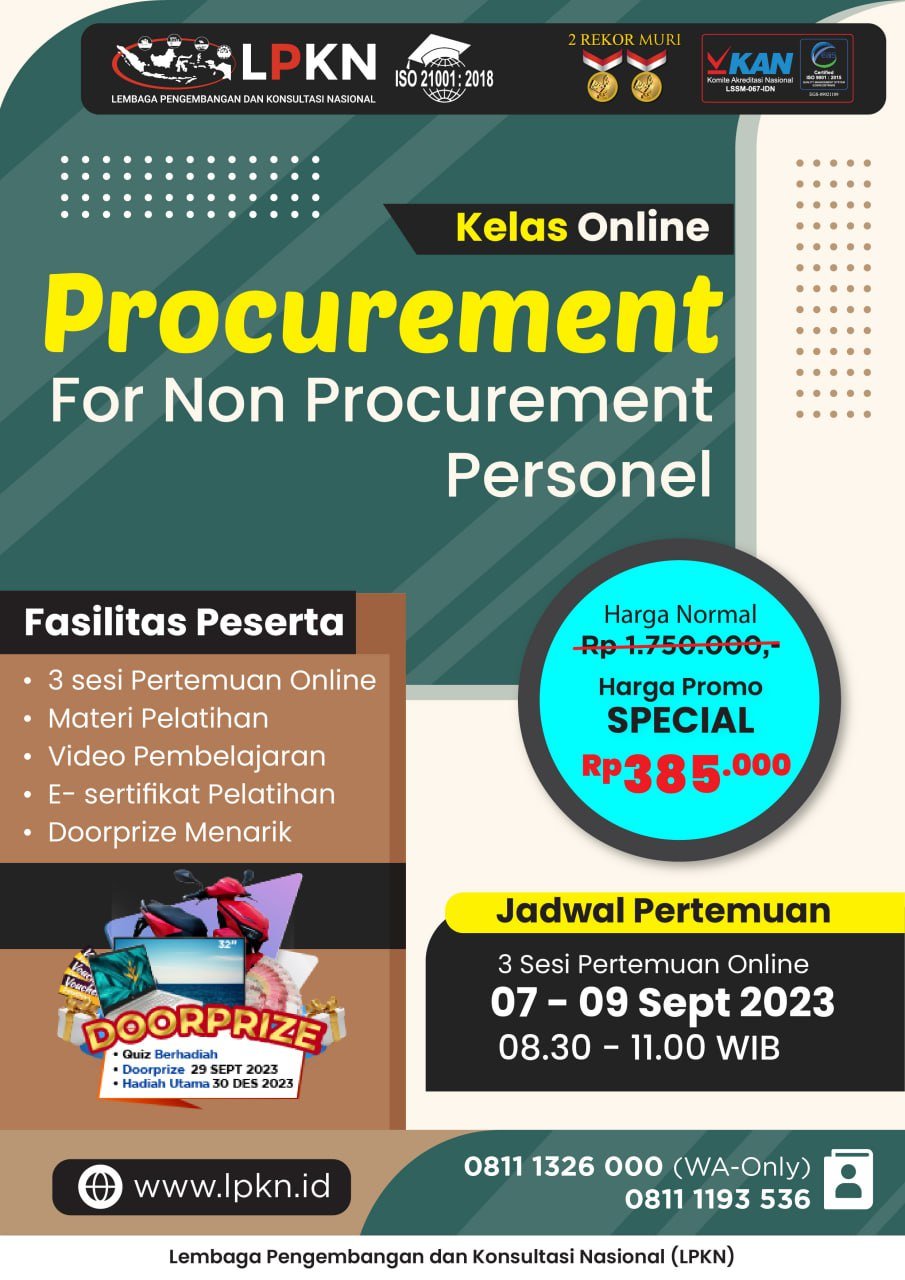 LPKN
LEMBAGA PENGEMBANGAN DAN KONSULTASI NASIONAL
ISO 21001: 2018
2 REKOR MURI
KAN
Komite Akreditasi Nasional
LSSM-067-IDN
Certified
ISO 9001 : 2015
Kelas Online
Procurement
For Non Procurement
Personel
Fasilitas Peserta
• 3 sesi Pertemuan Online
• Materi Pelatihan
• Video Pembelajaran
• E- sertifikat Pelatihan
• Doorprize Menarik
Harga Normal
Rp 1.750.000,-
Harga Promo
SPECIAL
Rp385.000
32"
DOORPRIZE
• Quiz Berhadiah
• Doorprize 29 SEPT 2023
• Hadiah Utama 30 DES 2023
Jadwal Pertemuan
3 Sesi Pertemuan Online
07 - 09 Sept 2023
08.30 - 11.00 WIB
www.lpkn.id
0811 1326 000 (WA-Only)
0811 1193 536
Lembaga Pengembangan dan Konsultasi Nasional (LPKN)